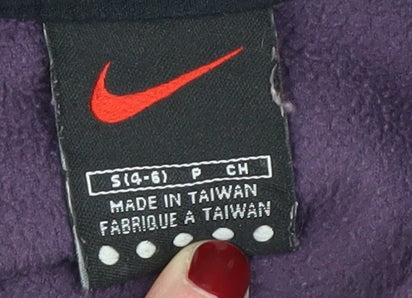 S(4-6) P CH
MADE IN TAIWAN
FABRIQUE A TAIWAN